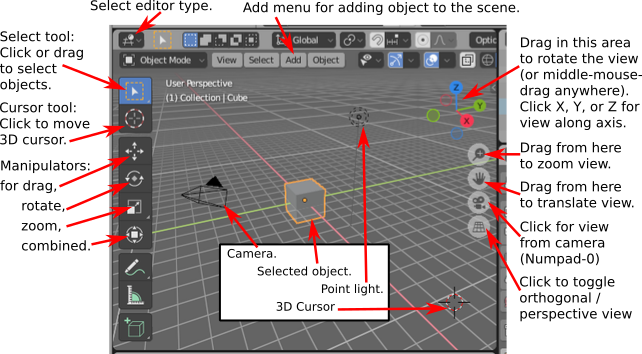 Select editor type.
Add menu for adding object to the scene.
Select tool:
Click or drag
to select
objects.
Cursor tool:
Click to move
3D cursor.
Manipulators:
for drag,
rotate,
zoom,
combined.
Global
Optic
Object Mode
View
Select
Add
Object
User Perspective
(1) Collection | Cube
Z
Y
X
Camera.
Selected object.
Point light.
3D Cursor
Drag in this area
to rotate the view
(or middle-mouse-
drag anywhere).
Click X, Y, or Z for
view along axis.
Drag from here
to zoom view.
Drag from here
to translate view.
Click for view
from camera
(Numpad-0)
Click to toggle
orthogonal /
perspective view